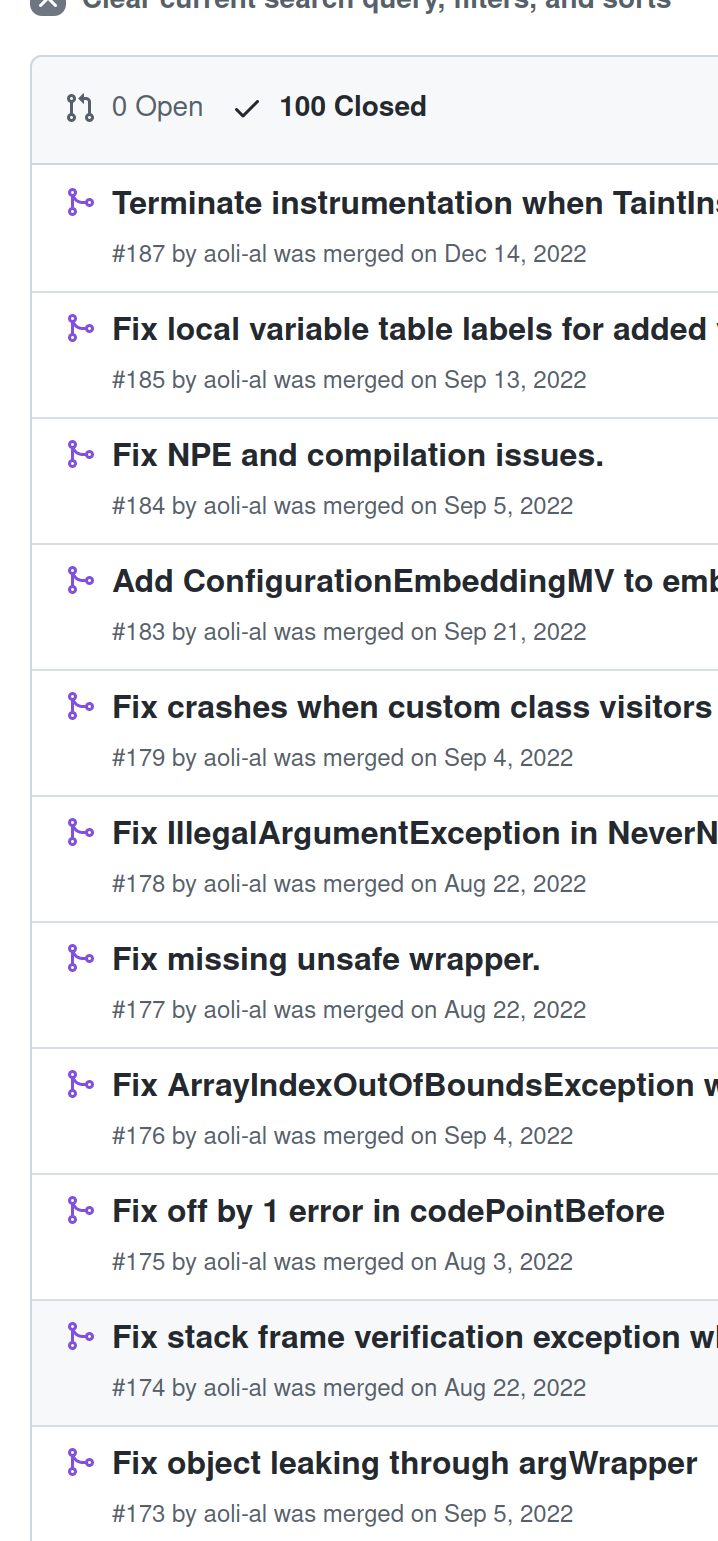 Clear current search query, filters, and sorts
0 Open 100 Closed
Terminate instrumentation when
#187 by aoli-al was merged on Dec 14, 2022
Fix local variable table labels for added
#185 by aoli-al was merged on Sep 13, 2022
Fix NPE and compilation issues.
#184 by aoli-al was merged on Sep 5, 2022
Add ConfigurationEmbeddingMV to emb
#183 by aoli-al was merged on Sep 21, 2022
Fix crashes when custom class visitors
#179 by aoli-al was merged on Sep 4, 2022
Fix IllegalArgumentException in NeverN
#178 by aoli-al was merged on Aug 22, 2022
Fix missing unsafe wrapper.
#177 by aoli-al was merged on Aug 22, 2022
Fix ArrayIndexOutOfBoundsException w
#176 by aoli-al was merged on Sep 4, 2022
Fix off by 1 error in codePointBefore
#175 by aoli-al was merged on Aug 3, 2022
Fix stack frame verification exception
#174 by aoli-al was merged on Aug 22, 2022
Fix object leaking through argWrapper
#173 by aoli-al was merged on Sep 5, 2022